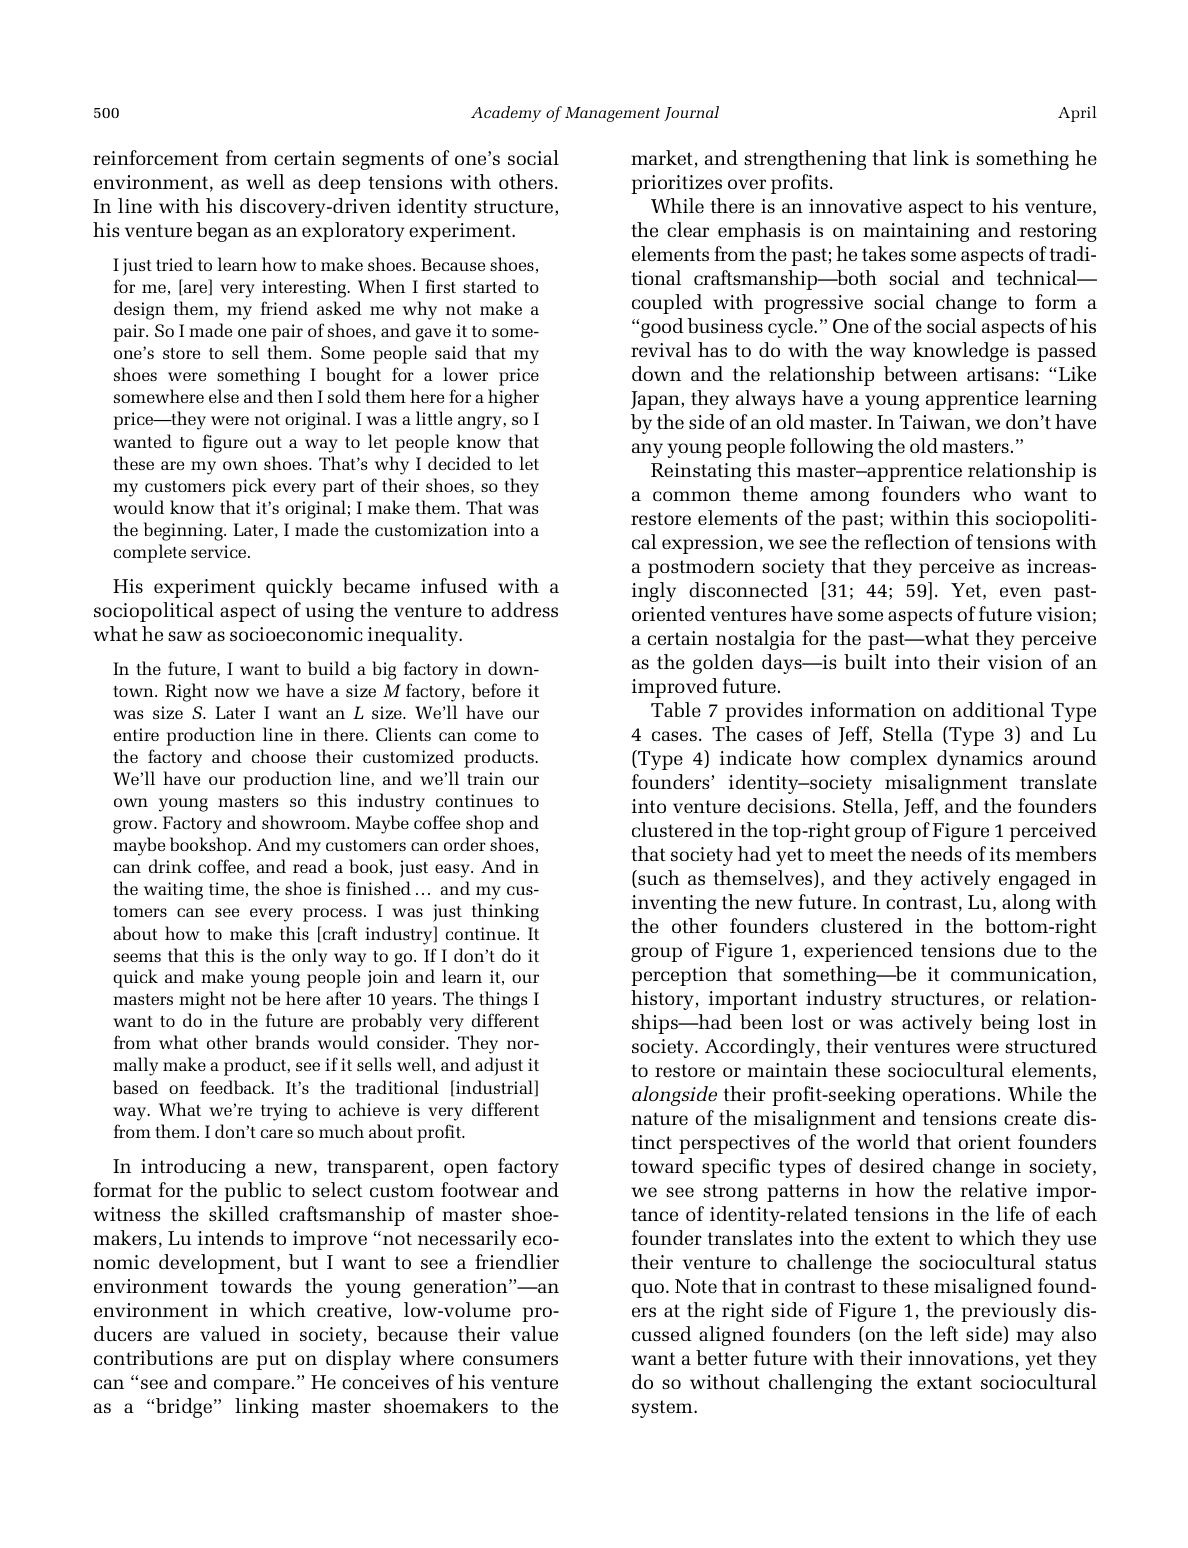 500
Academy of Management Journal
April
reinforcement from certain segments of one’s social
environment, as well as deep tensions with others.
In line with his discovery-driven identity structure,
his venture began as an exploratory experiment.
I just tried to learn how to make shoes. Because shoes,
for me, [are] very interesting. When I first started to
design them, my friend asked me why not make a
pair. So I made one pair of shoes, and gave it to some-
one’s store to sell them. Some people said that my
shoes were something I bought for a lower price
somewhere else and then I sold them here for a higher
price—they were not original. I was a little angry, so I
wanted to figure out a way to let people know that
these are my own shoes. That’s why I decided to let
my customers pick every part of their shoes, so they
would know that it’s original; I make them. That was
the beginning. Later, I made the customization into a
complete service.
His experiment quickly became infused with a
sociopolitical aspect of using the venture to address
what he saw as socioeconomic inequality.
In the future, I want to build a big factory in down-
town. Right now we have a size M factory, before it
was size S. Later I want an L size. We’ll have our
entire production line in there. Clients can come to
the factory and choose their customized products.
We’ll have our production line, and we’ll train our
own young masters so this industry continues to
grow. Factory and showroom. Maybe coffee shop and
maybe bookshop. And my customers can order shoes,
can drink coffee, and read a book, just easy. And in
the waiting time, the shoe is finished… and my cus-
tomers can see every process. I was just thinking
about how to make this [craft industry] continue. It
seems that this is the only way to go. If I don’t do it
quick and make young people join and learn it, our
masters might not be here after 10 years. The things I
want to do in the future are probably very different
from what other brands would consider. They nor-
mally make a product, see if it sells well, and adjust it
based on feedback. It’s the traditional [industrial]
way. What we’re trying to achieve is very different
from them. I don’t care so much about profit.
In introducing a new, transparent, open factory
format for the public to select custom footwear and
witness the skilled craftsmanship of master shoe-
makers, Lu intends to improve “not necessarily eco-
nomic development, but I want to see a friendlier
environment towards the young generation”—an
environment in which creative, low-volume pro-
ducers are valued in society, because their value
contributions are put on display where consumers
can “see and compare.” He conceives of his venture
as a “bridge” linking master shoemakers to the
market, and strengthening that link is something he
prioritizes over profits.
While there is an innovative aspect to his venture,
the clear emphasis is on maintaining and restoring
elements from the past; he takes some aspects of tradi-
tional craftsmanship—both social and technical—
coupled with progressive social change to form a
“good business cycle.” One of the social aspects of his
revival has to do with the way knowledge is passed
down and the relationship between artisans: “Like
Japan, they always have a young apprentice learning
by the side of an old master. In Taiwan, we don’t have
any young people following the old masters.”
Reinstating this master–apprentice relationship is
a common theme among founders who want to
restore elements of the past; within this sociopoliti-
cal expression, we see the reflection of tensions with
a postmodern society that they perceive as increas-
ingly disconnected [31; 44; 59]. Yet, even past-
oriented ventures have some aspects of future vision;
a certain nostalgia for the past—what they perceive
as the golden days—is built into their vision of an
improved future.
Table 7 provides information on additional Type
4 cases. The cases of Jeff, Stella (Type 3) and Lu
(Type 4) indicate how complex dynamics around
founders’ identity–society misalignment translate
into venture decisions. Stella, Jeff, and the founders
clustered in the top-right group of Figure 1 perceived
that society had yet to meet the needs of its members
(such as themselves), and they actively engaged in
inventing the new future. In contrast, Lu, along with
the other founders clustered in the bottom-right
group of Figure 1, experienced tensions due to the
perception that something—be it communication,
history, important industry structures, or relation-
ships—had been lost or was actively being lost in
society. Accordingly, their ventures were structured
to restore or maintain these sociocultural elements,
alongside their profit-seeking operations. While the
nature of the misalignment and tensions create dis-
tinct perspectives of the world that orient founders
toward specific types of desired change in society,
we see strong patterns in how the relative impor-
tance of identity-related tensions in the life of each
founder translates into the extent to which they use
their venture to challenge the sociocultural status
quo. Note that in contrast to these misaligned found-
ers at the right side of Figure 1, the previously dis-
cussed aligned founders (on the left side) may also
want a better future with their innovations, yet they
do so without challenging the extant sociocultural
system.